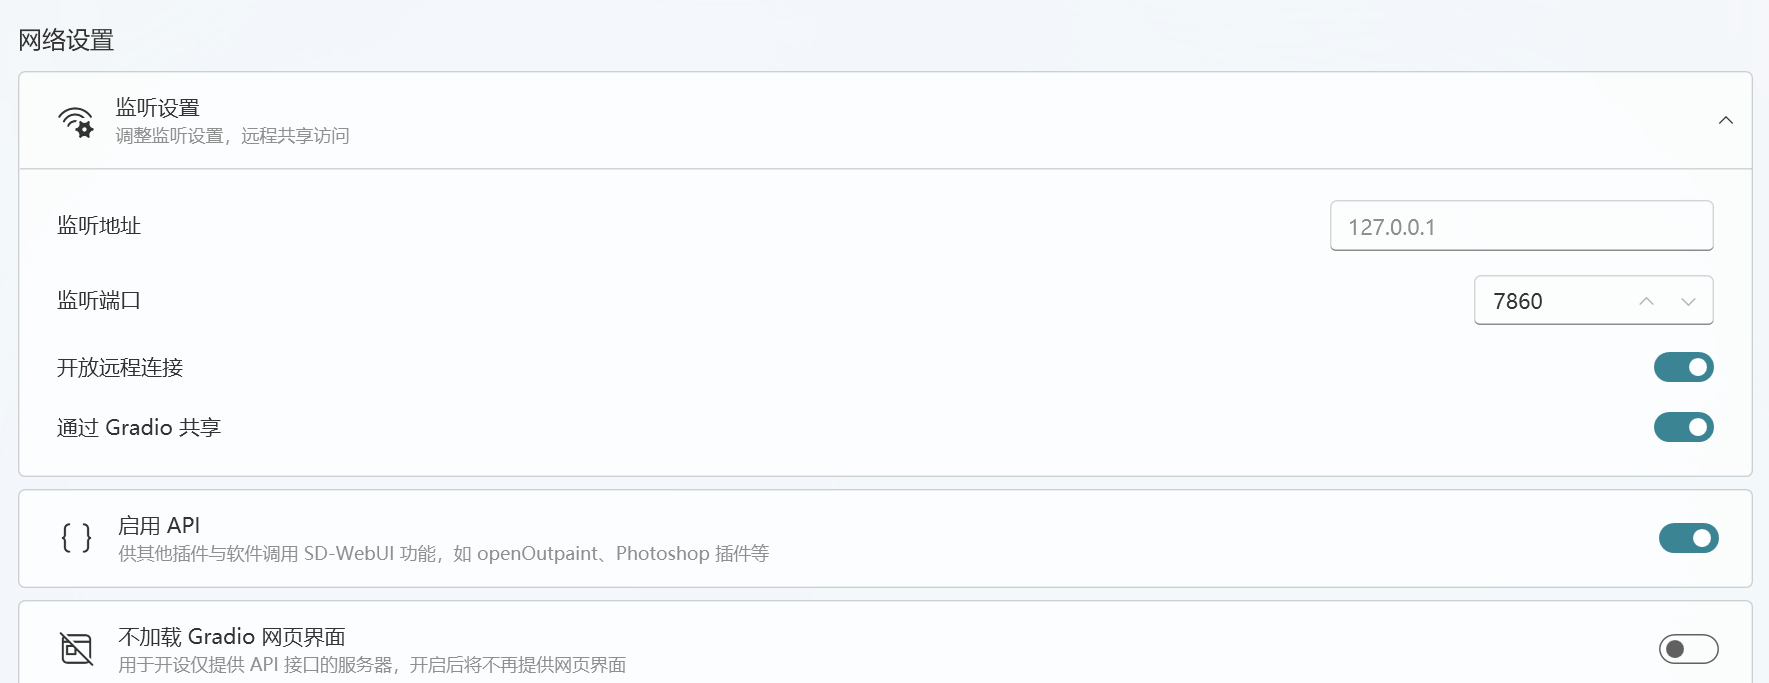 网络设置
监听设置
调整监听设置，远程共享访问
监听地址
127.0.0.1
监听端口
7860
开放远程连接
通过 Gradio 共享
启用 API
供其他插件与软件调用 SD-WebUI 功能，如 openOutpaint、Photoshop 插件等
不加载 Gradio 网页界面
用于开设仅提供 API 接口的服务器，开启后将不再提供网页界面